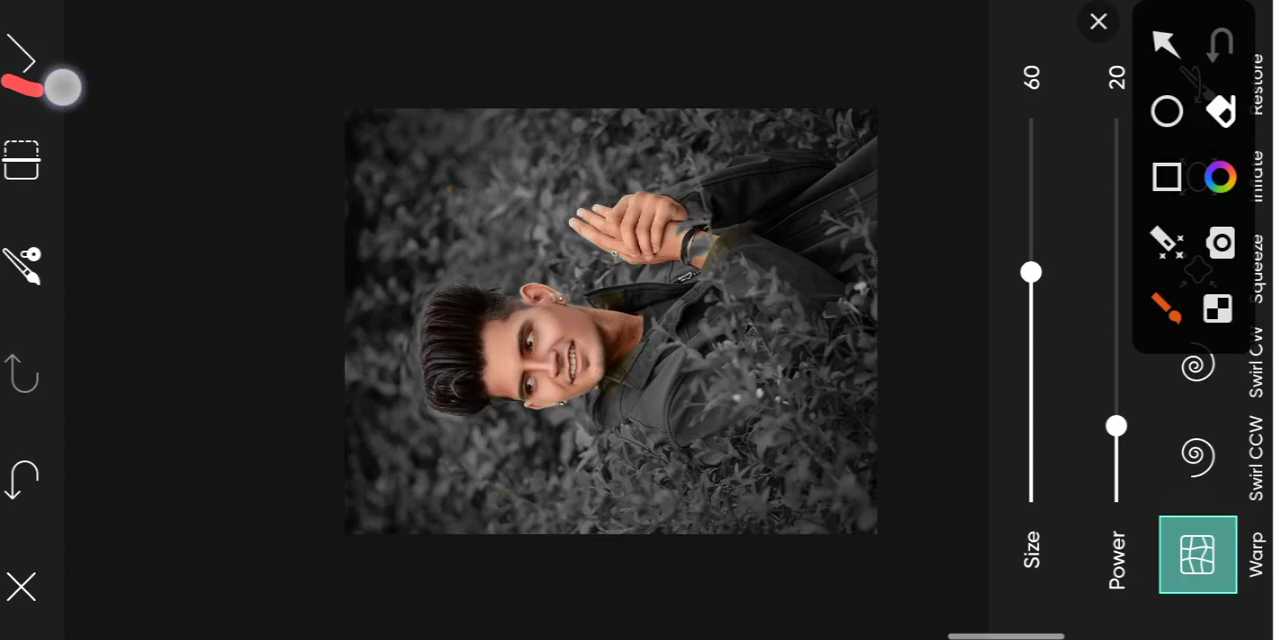 Size
60
Power
20
Warp
Swirl CCW
Swirl CW
Squeeze
Inflate
Restore